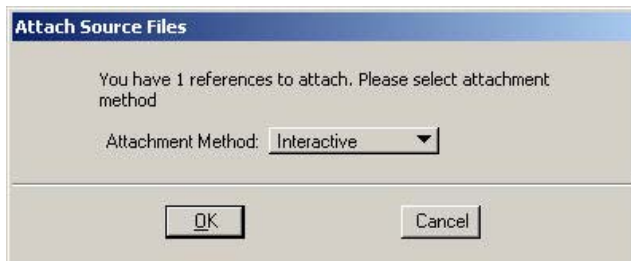 Attach Source Files
You have 1 references to attach. Please select attachment
method
Attachment Method: Interactive
OK Cancel